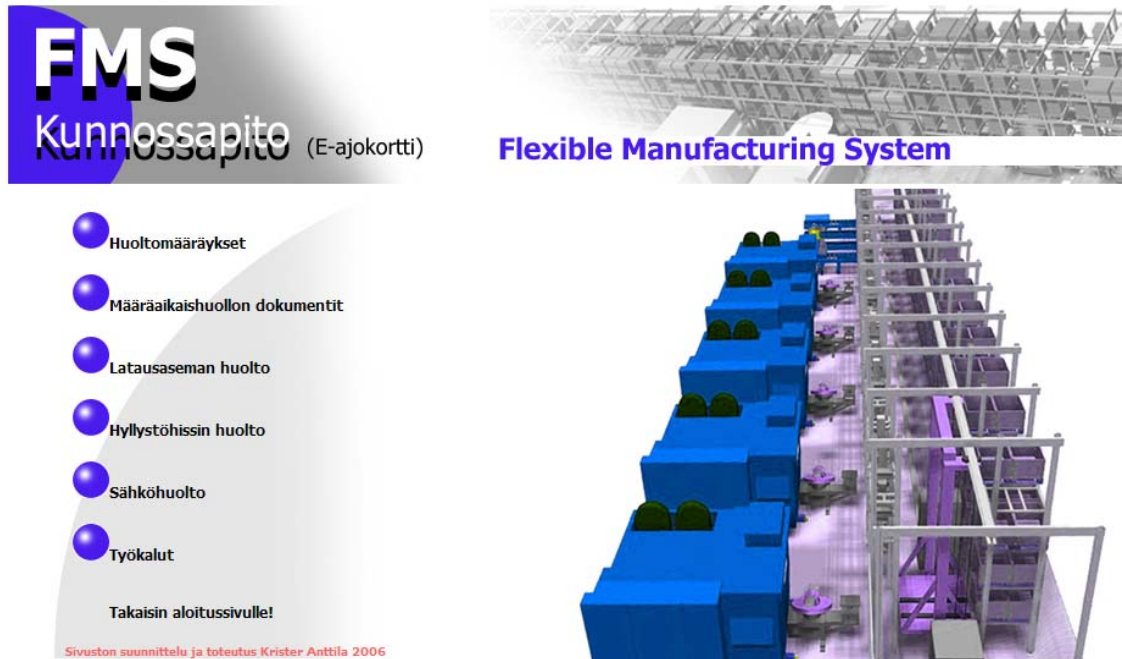 FMS
Kunnossapito (E-ajokortti)
Flexible Manufacturing System
Huoltomääräykset
Määräaikaishuollon dokumentit
Latausaseman huolto
Hyllystöhissin huolto
Sähköhuolto
Työkalut
Takaisin aloitussivulle!
Sivuston suunnittelu ja toteutus Krister Anttila 2006